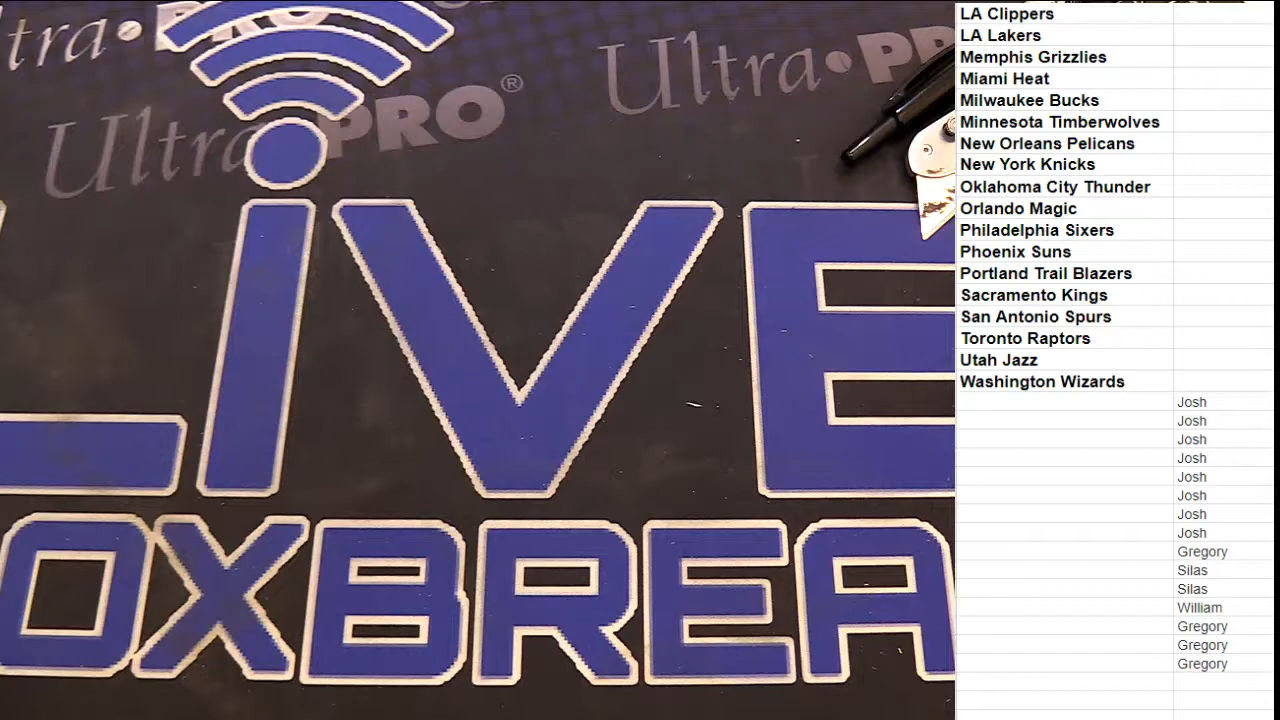 ltra PRO
Ultra PRO®
Ultra PR
LIVE
OXBREA
LA Clippers
LA Lakers
Memphis Grizzlies
Miami Heat
Milwaukee Bucks
Minnesota Timberwolves
New Orleans Pelicans
New York Knicks
Oklahoma City Thunder
Orlando Magic
Philadelphia Sixers
Phoenix Suns
Portland Trail Blazers
Sacramento Kings
San Antonio Spurs
Toronto Raptors
Utah Jazz
Washington Wizards
Josh
Josh
Josh
Josh
Josh
Josh
Josh
Josh
Gregory
Silas
Silas
William
Gregory
Gregory
Gregory